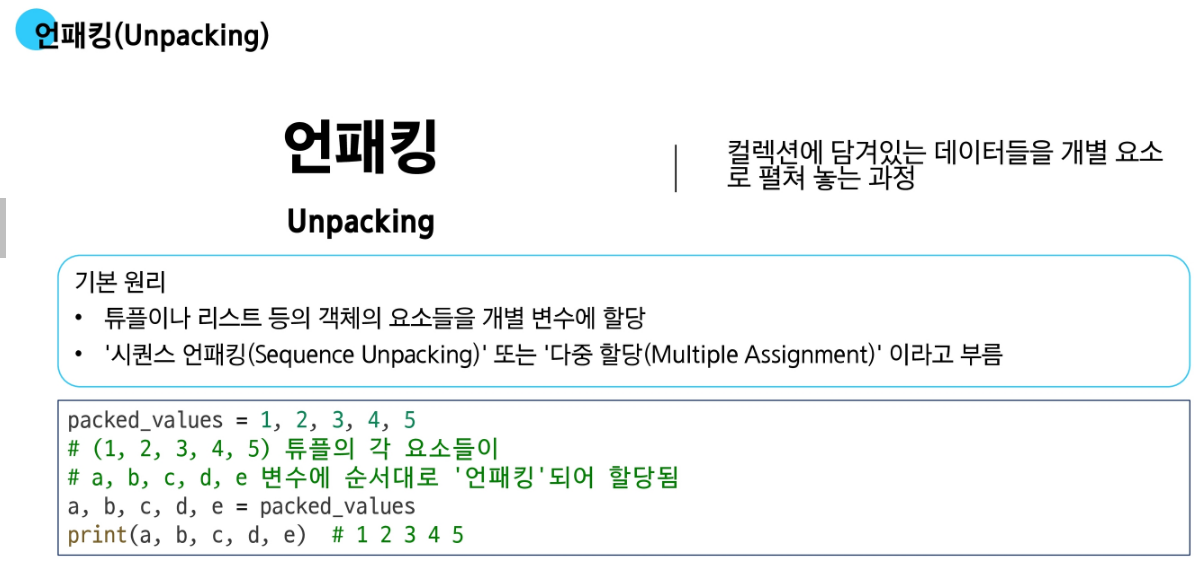 언패킹(Unpacking)
언패킹
Unpacking
컬렉션에 담겨있는 데이터들을 개별 요소
로 펼쳐 놓는 과정
기본 원리
• 튜플이나 리스트 등의 객체의 요소들을 개별 변수에 할당
• '시퀀스 언패킹(Sequence Unpacking)' 또는 '다중 할당(Multiple Assignment)' 이라고 부름
packed_values = 1, 2, 3, 4, 5
# (1, 2, 3, 4, 5) 튜플의 각 요소들이
# a, b, c, d, e 변수에 순서대로 '언패킹'되어 할당됨
a, b, c, d, e = packed_values
print(a, b, c, d, e)  # 1 2 3 4 5